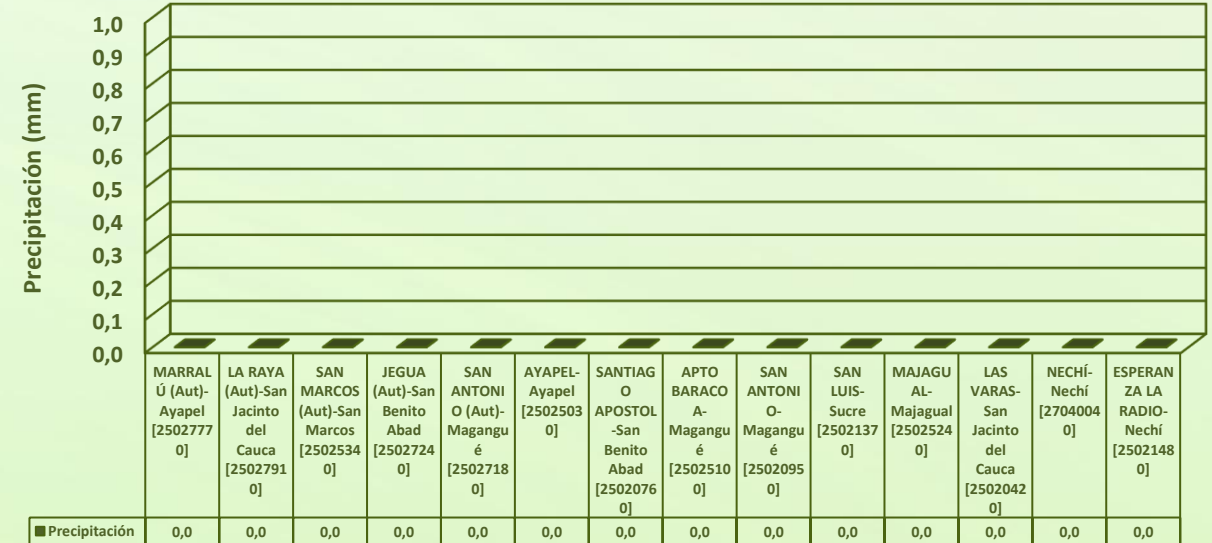 Precipitación (mm)
1,0
0,9
0,8
0,7
0,6
0,5
0,4
0,3
0,2
0,1
0,0
MARRAL
Ú (Aut)-
Ayapel
[2502777
0]
LA RAYA
(Aut)-San
Jacinto
del
Cauca
[2502791
0]
SAN
MARCOS
(Aut)-San
Marcos
[2502534
0]
JEGUA
(Aut)-San
Benito
Abad
[2502724
0]
SAN
ANTONI
O (Aut)-
Magangu
é
[2502718
0]
AYAPEL-
Ayapel
[2502503
0]
SANTIAG
O
APOSTOL
-San
Benito
Abad
[2502076
0]
APTO
BARACO
A-
Magangu
é
[2502510
0]
SAN
ANTONI
O-
Magangu
é
[2502095
0]
SAN
LUIS-
Sucre
[2502137
0]
MAJAGU
AL-
Majagual
[2502524
0]
LAS
VARAS-
San
Jacinto
del
Cauca
[2502042
0]
NECHÍ-
Nechí
[2704004
0]
ESPERAN
ZA LA
RADIO-
Nechí
[2502148
0]
Precipitación 0,0 0,0 0,0 0,0 0,0 0,0 0,0 0,0 0,0 0,0 0,0 0,0 0,0 0,0